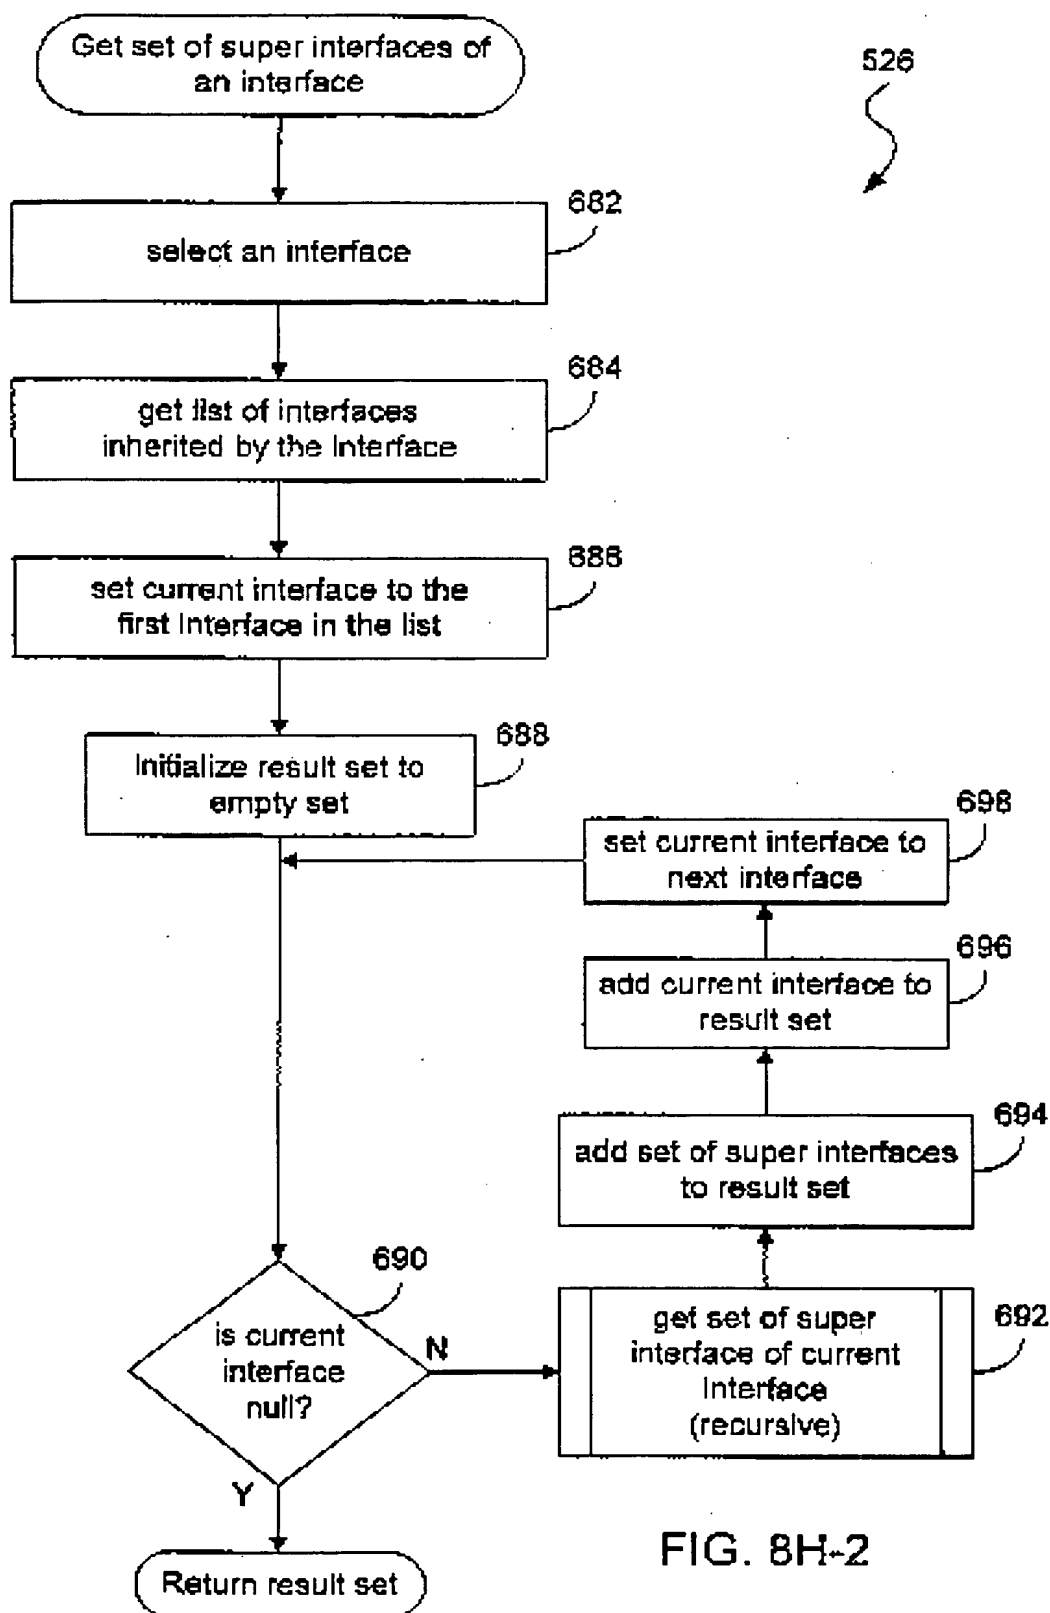 Get set of super interfaces of
an interface
526
682
select an interface
684
get list of interfaces
inherited by the Interface
686
set current interface to the
first Interface in the list
688
Initialize result set to
empty set
698
set current interface to
next interface
696
add current interface to
result set
694
add set of super interfaces
to result set
690
is current
interface
null?
N
Y
692
get set of super
interface of current
Interface
(recursive)
Return result set
FIG. 8H-2